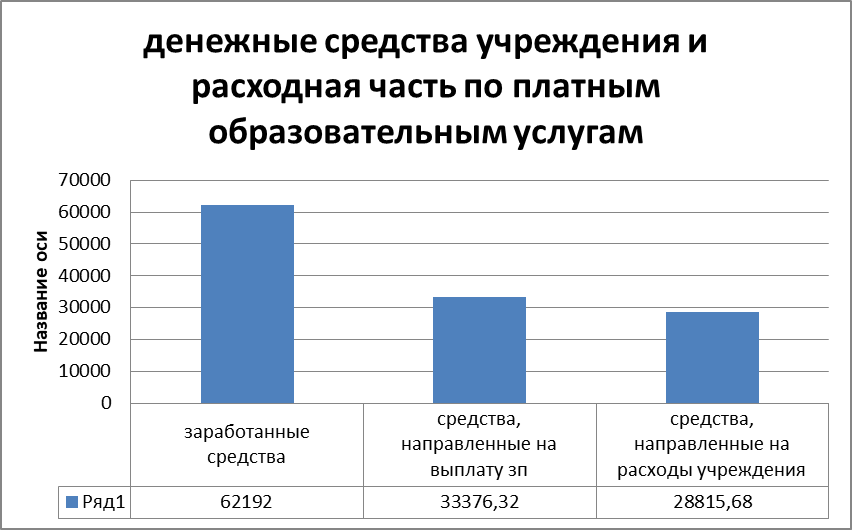 денежные средства учреждения и
расходная часть по платным
образовательным услугам
Название оси
70000
60000
50000
40000
30000
20000
10000
0
заработанные
средства
средства,
направленные на
выплату зп
средства,
направленные на
расходы учреждения
Ряд1 62192 33376,32 28815,68